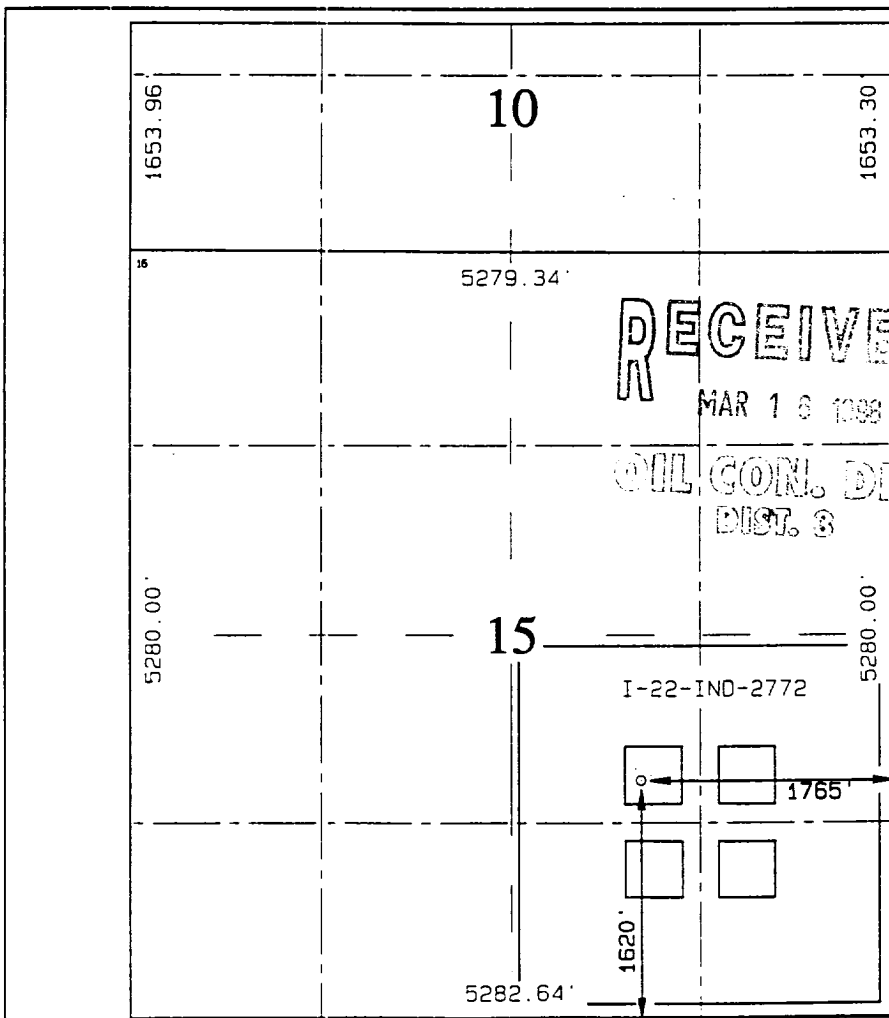 1653.96'
10
1653.30'
15
5279.34'
RECEIVE
MAR 1 6
OIL CON. DI
DIST. 3
5280.00'
15
5280.00'
I-22-IND-2772
1765'
1620'
5282.64'